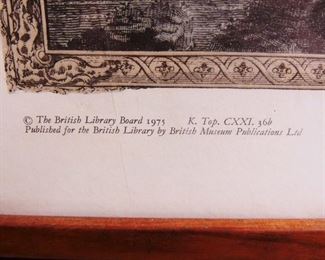 © The British Library Board 1975 K. Top. CXXI. 36b
Published for the British Library by British Museum Publications Ltd